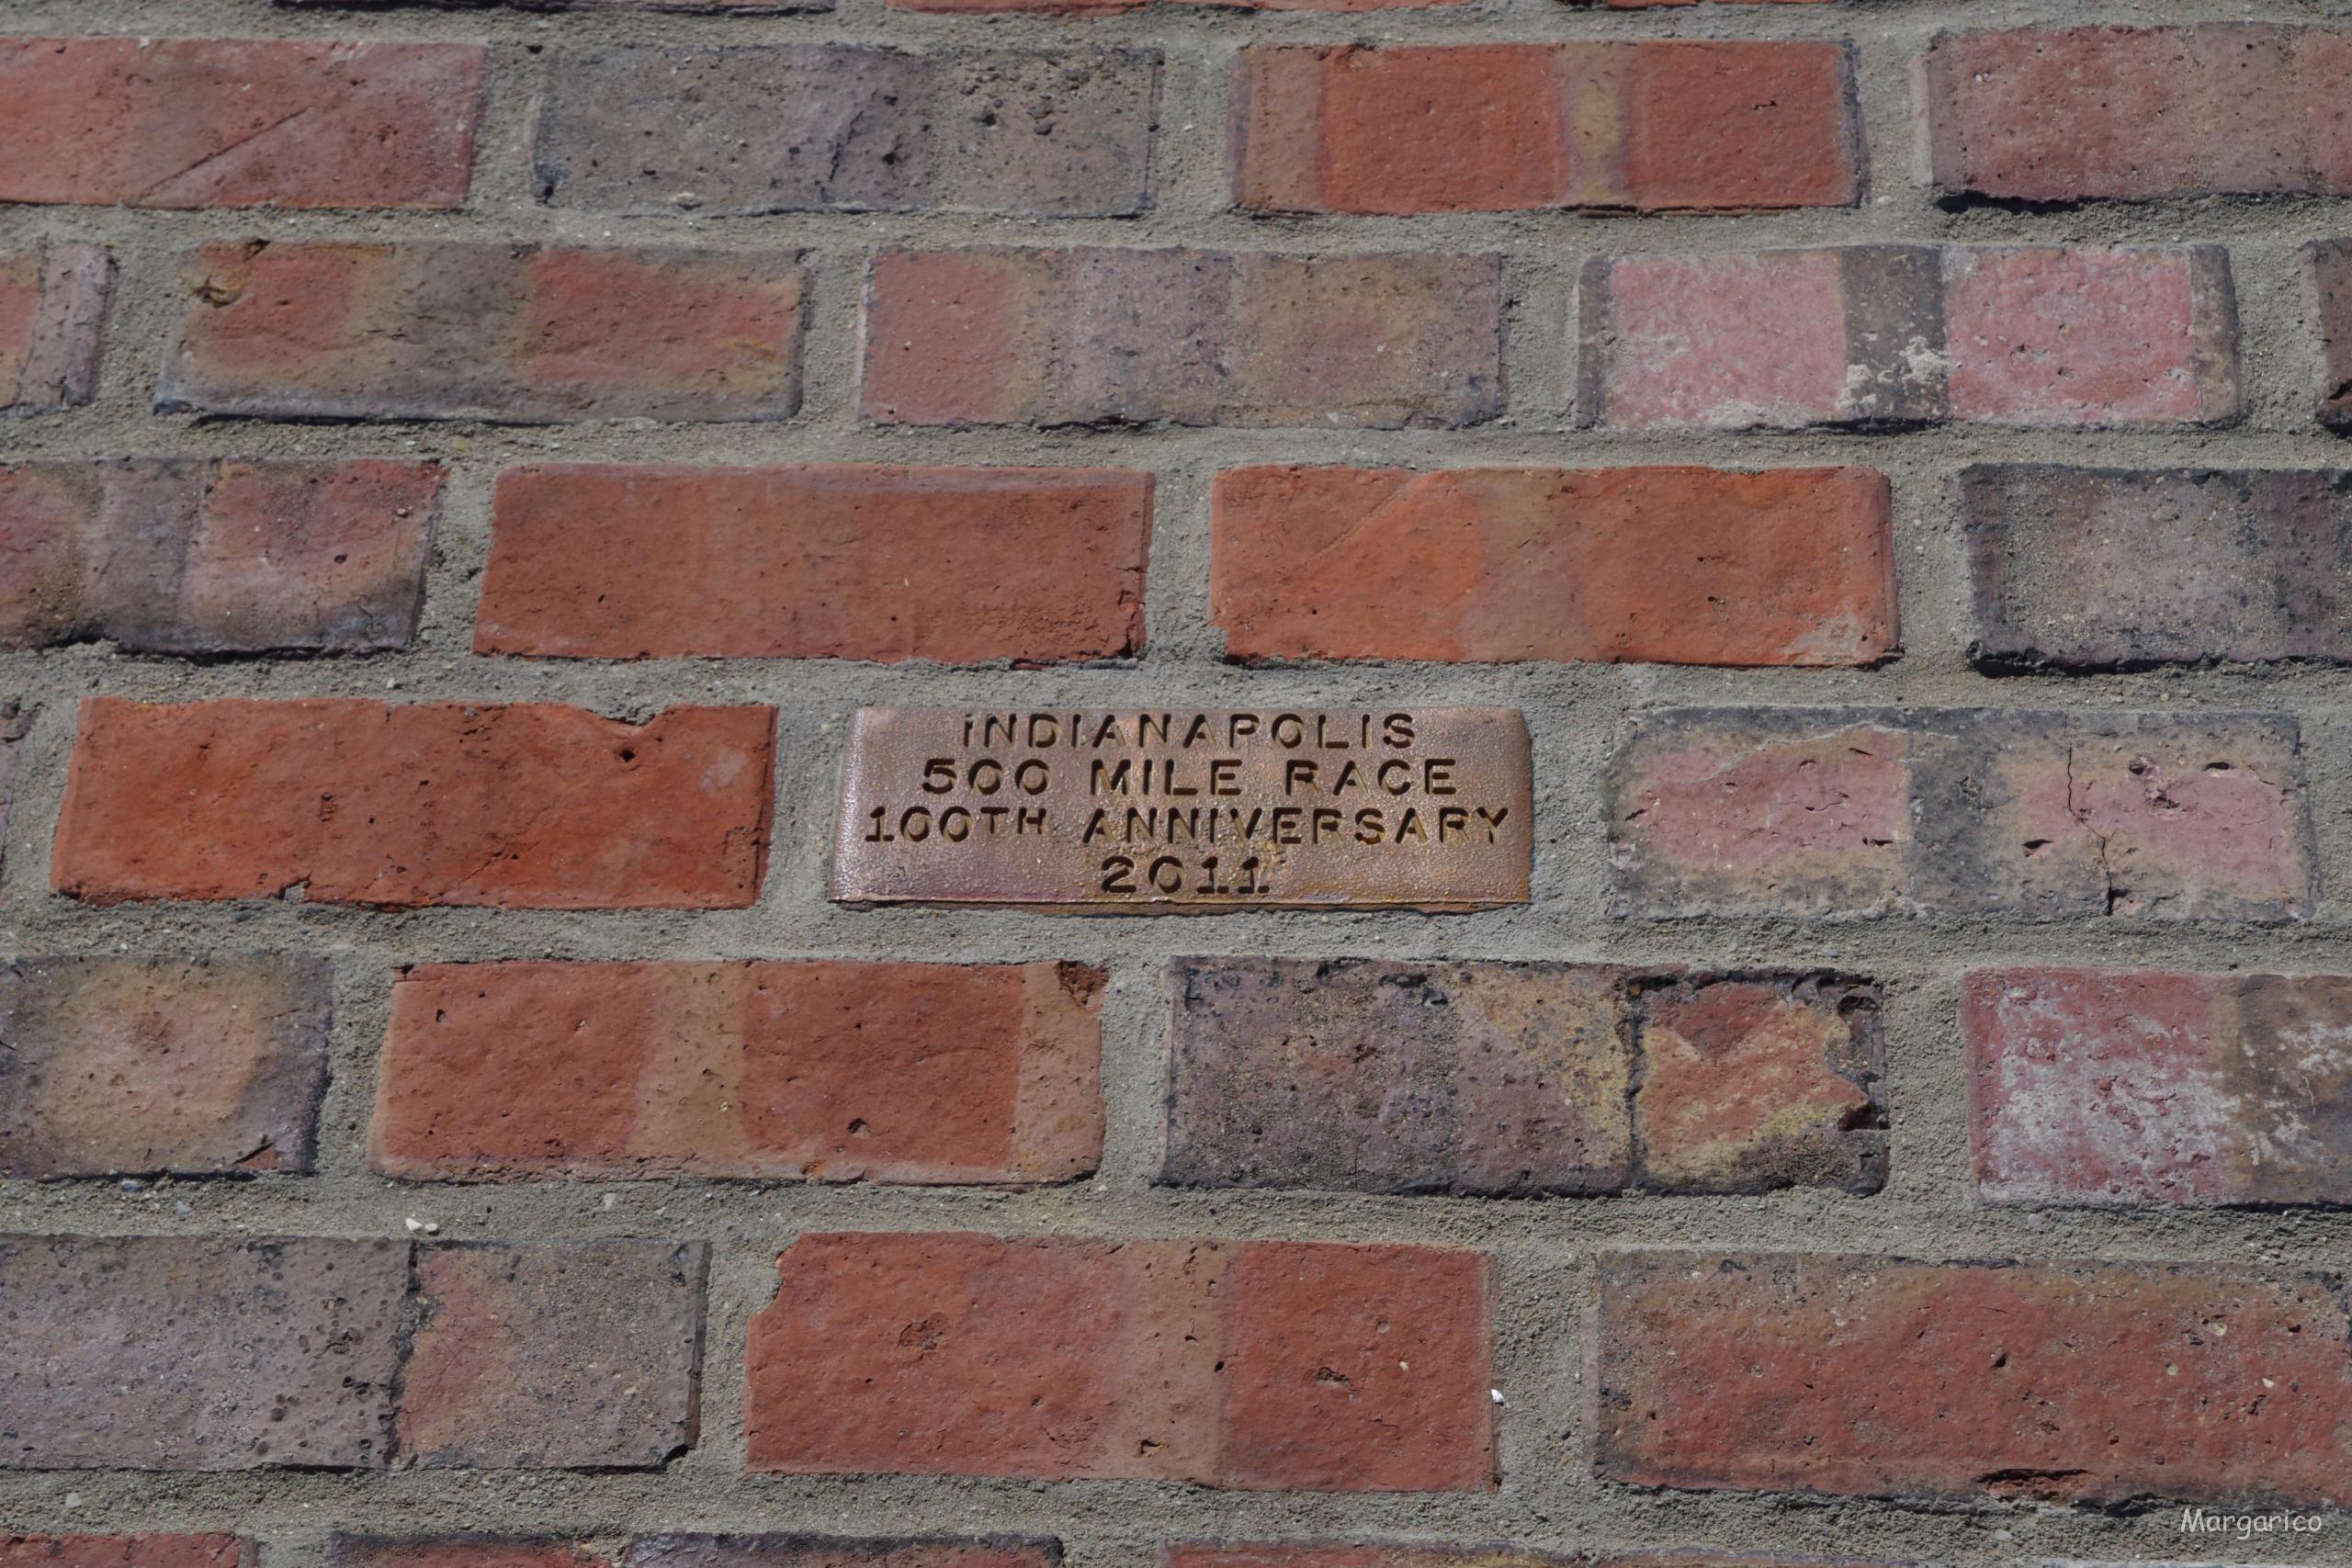 INDIANAPOLIS
500 MILE RACE
100TH ANNIVERSARY
2011
Margarico